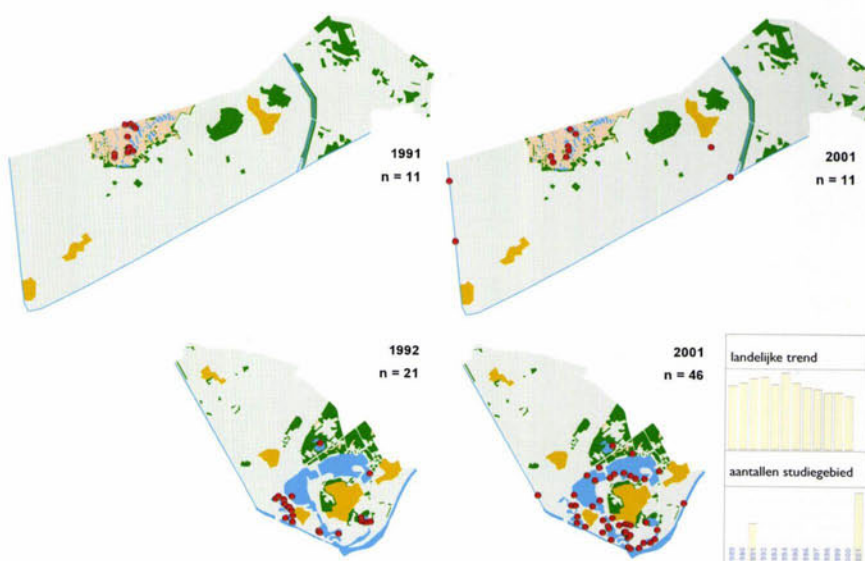 1991
n = 11
2001
n = 11
1992
n = 21
2001
n = 46
landelijke trend
aantallen studiegebied